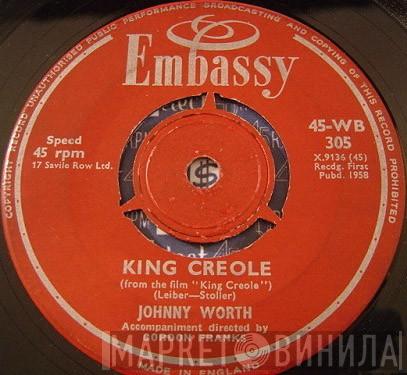 COPYRIGHT RECORD UNAUTHORISED PUBLIC PERFORMANCE BROADCASTING AND COPYING OF THIS RECORD PROHIBITED
Embassy
Speed
45 rpm
17 Savile Row Ltd.
45-WB
305
X.9136 (45)
Recdg. First
Pubd. 1958
KING CREOLE
(from the film "King Creole")
(Leiber—Stoller)
JOHNNY WORTH
Accompaniment directed by
GORDON FRANKS
МАРКЕТ ВИНИЛА
MADE IN ENGLAND